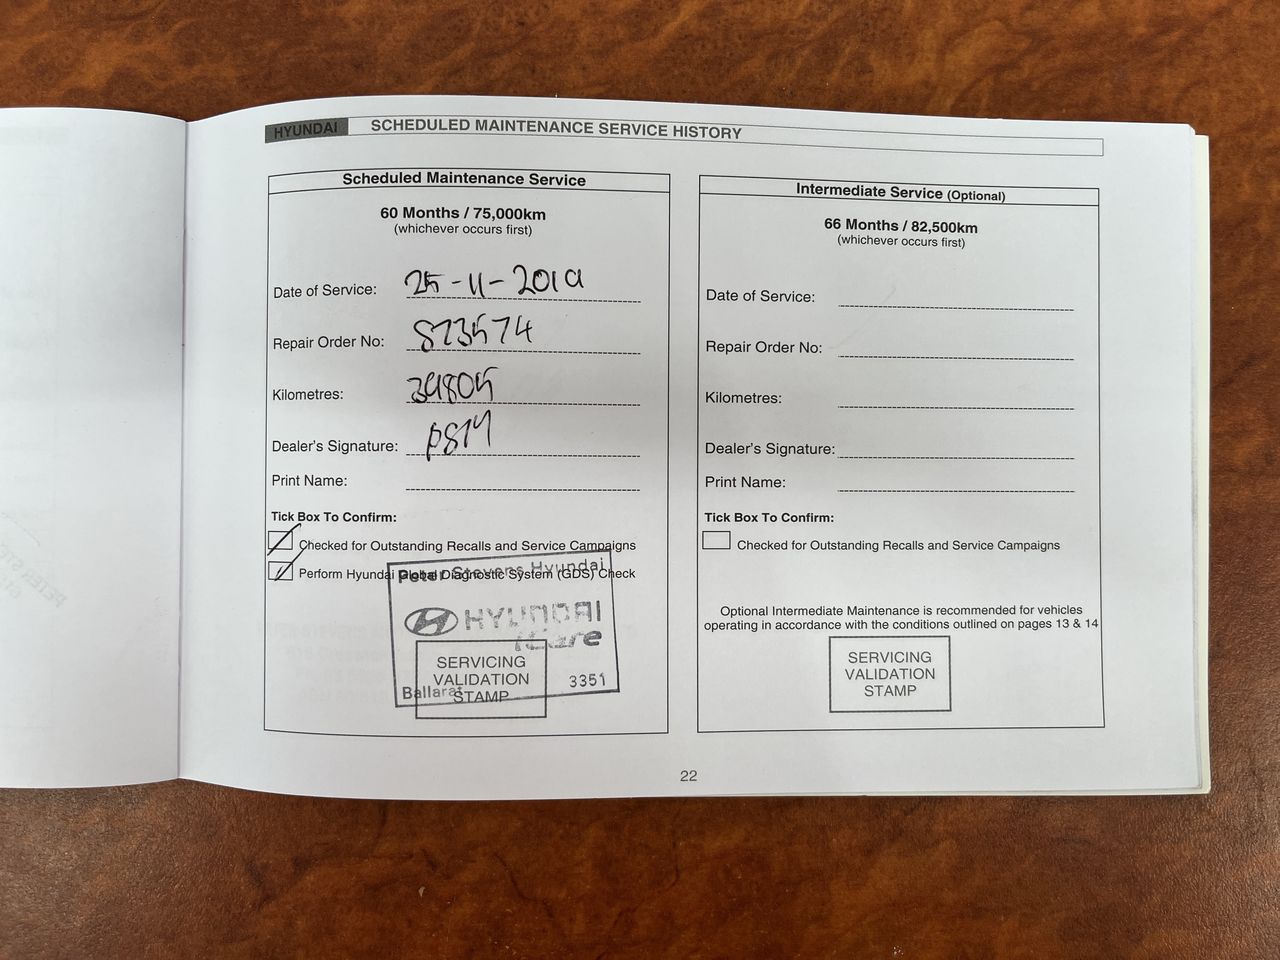 HYUNDAI SCHEDULED MAINTENANCE SERVICE HISTORY
Scheduled Maintenance Service
60 Months / 75,000km
(whichever occurs first)
Date of Service: 25-11-2019
Repair Order No: 873574
Kilometres: 39805
Dealer's Signature:
Print Name:
Tick Box To Confirm:
Checked for Outstanding Recalls and Service Campaigns
Perform Hyundai Global Diagnostic System (GDS) Check
Peter Stevens Hyundai
HYUNDAI
iCare
SERVICING
VALIDATION
STAMP
Ballarat 3351
Intermediate Service (Optional)
66 Months / 82,500km
(whichever occurs first)
Date of Service:
Repair Order No:
Kilometres:
Dealer's Signature:
Print Name:
Tick Box To Confirm:
Checked for Outstanding Recalls and Service Campaigns
Optional Intermediate Maintenance is recommended for vehicles
operating in accordance with the conditions outlined on pages 13 & 14
SERVICING
VALIDATION
STAMP
22